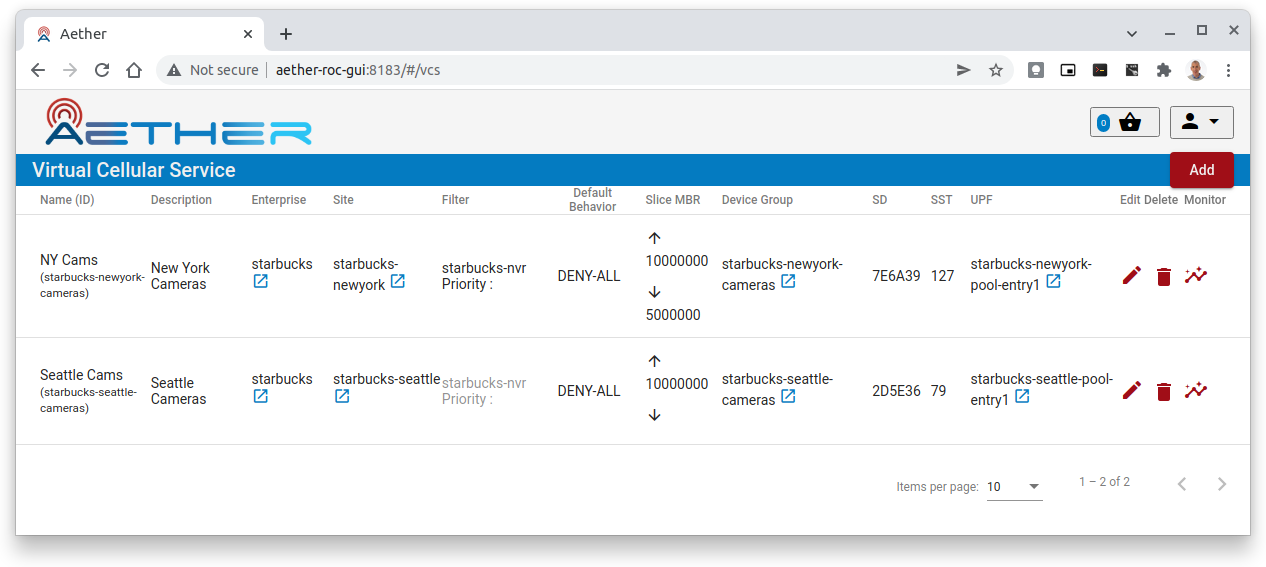 Aether
Not secure | aether-roc-gui:8183/#/vcs
AETHER
0
Virtual Cellular Service
Add
Name (ID) Description Enterprise Site Filter Default Behavior Slice MBR Device Group SD SST UPF Edit Delete Monitor
NY Cams
(starbucks-newyork-
cameras)
New York
Cameras
starbucks
starbucks-
newyork
starbucks-nvr
Priority :
DENY-ALL
10000000
5000000
starbucks-newyork-
cameras
7E6A39
127
starbucks-newyork-
pool-entry1
Seattle Cams
(starbucks-seattle-
cameras)
Seattle
Cameras
starbucks
starbucks-seattle
starbucks-nvr
Priority :
DENY-ALL
10000000
starbucks-seattle-
cameras
2D5E36
79
starbucks-seattle-pool-
entry1
Items per page: 10
1 – 2 of 2